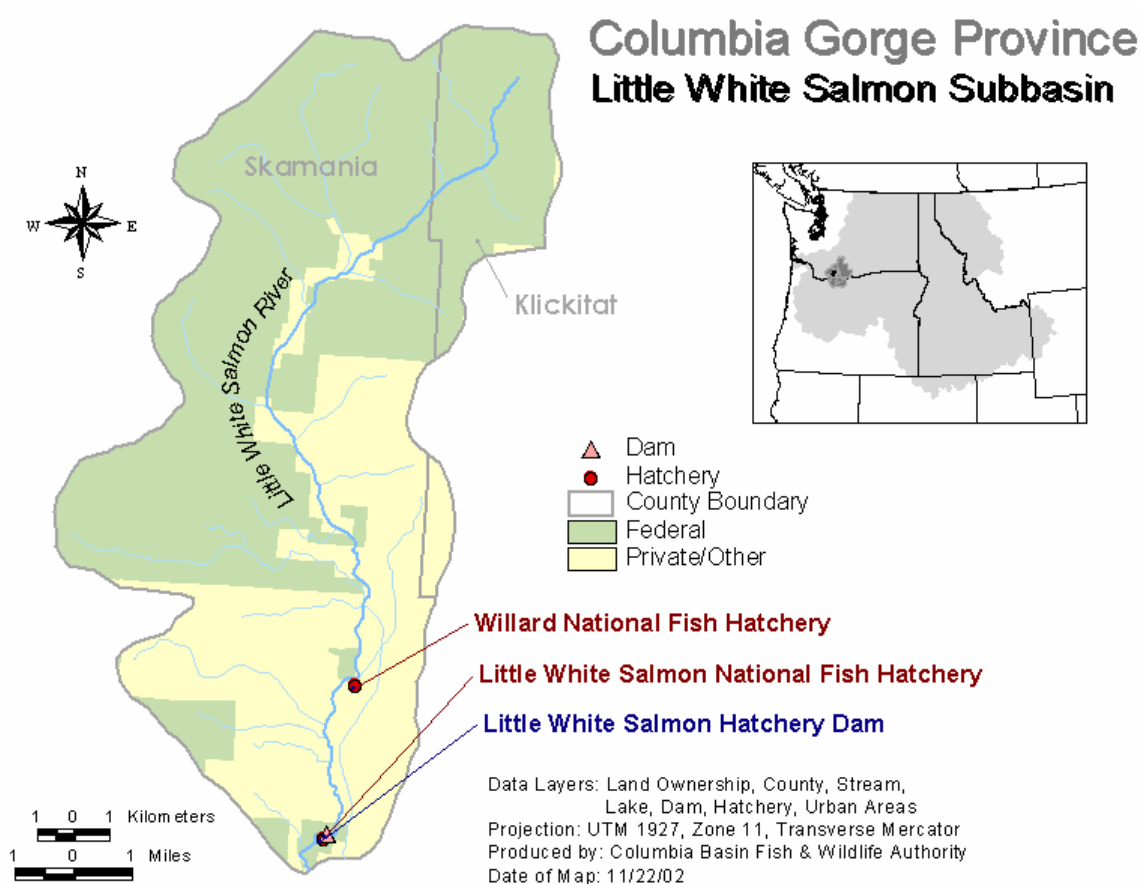 Columbia Gorge Province
Little White Salmon Subbasin
Skamania
N
W
E
S
Klickitat
Little White Salmon River
Dam
Hatchery
County Boundary
Federal
Private/Other
Willard National Fish Hatchery
Little White Salmon National Fish Hatchery
Little White Salmon Hatchery Dam
Data Layers: Land Ownership, County, Stream,
Lake, Dam, Hatchery, Urban Areas
Projection: UTM 1927, Zone 11, Transverse Mercator
Produced by: Columbia Basin Fish & Wildlife Authority
Date of Map: 11/22/02
1 0 1 Kilometers
1 0 1 Miles